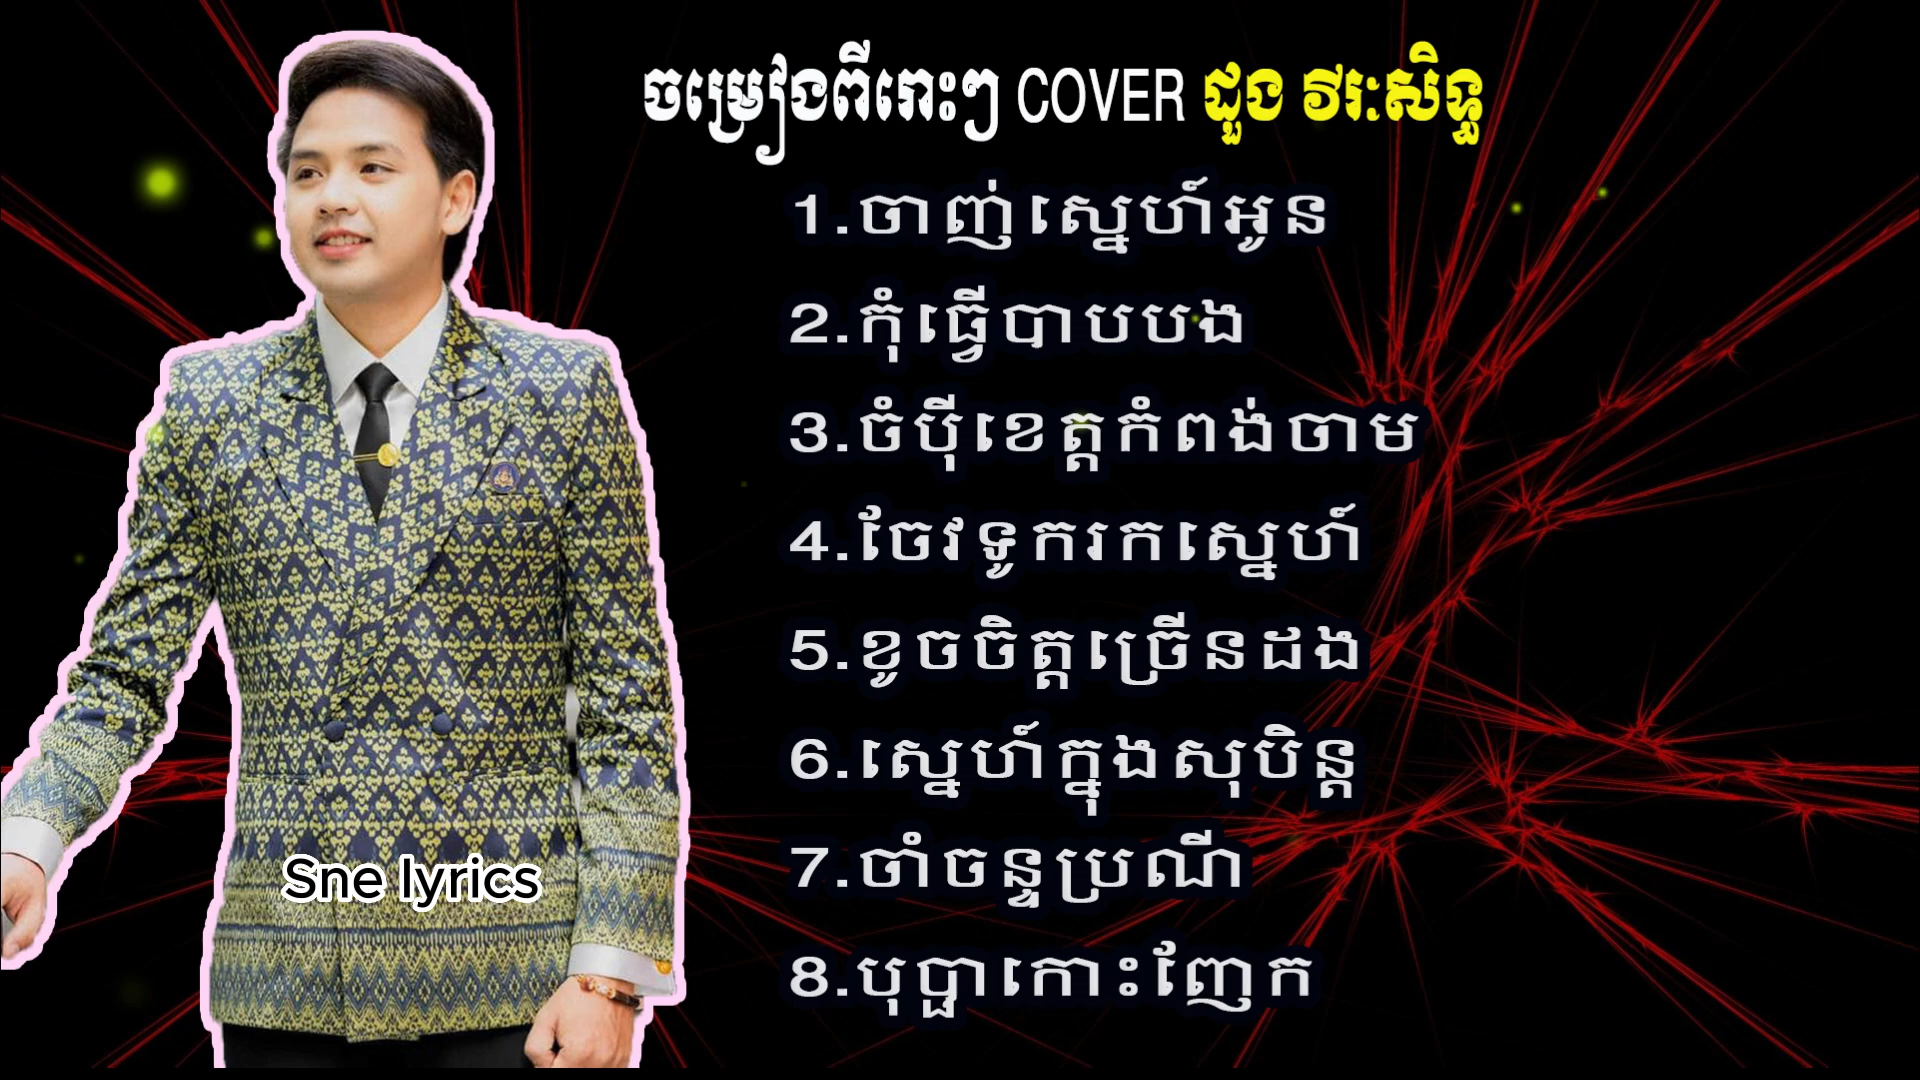 ចម្រៀងពីរោះៗ COVER ដួង វីរៈសិទ្ធ
1.ចាញ់ស្នេហ៍អូន
2.កុំធ្វើបាបបង
3.ចំប៉ីខេត្តកំពង់ចាម
4.ចែវទូករកស្នេហ៍
5.ខូចចិត្តច្រើនដង
6.ស្នេហ៍ក្នុងសុបិន្ត
7.ចាំចន្ទប្រណី
8.បុប្ផាកោះញែក
Sne lyrics